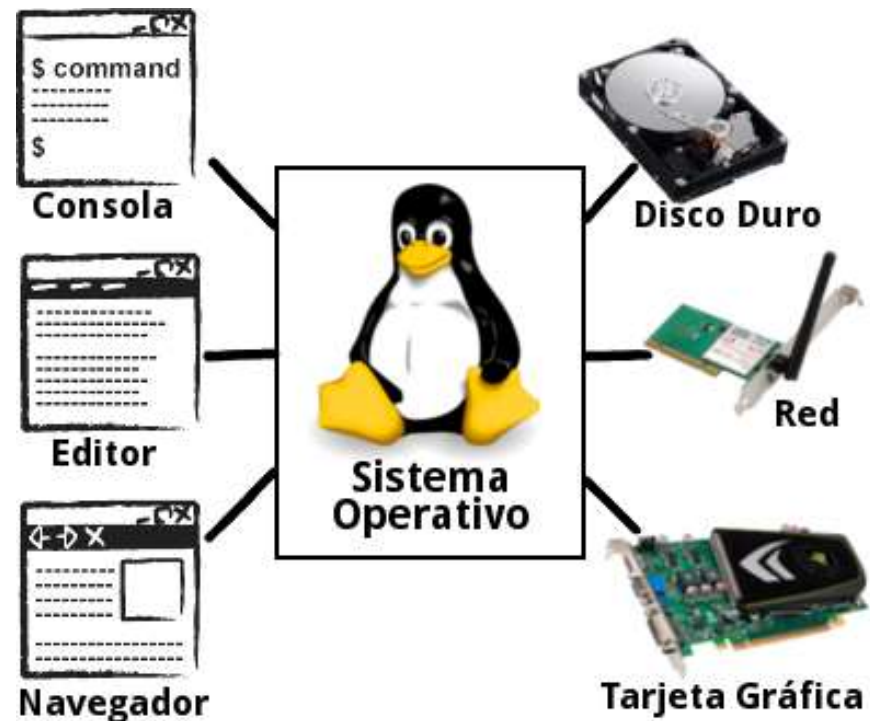 $ command
$
Consola
Editor
Navegador
Sistema
Operativo
Disco Duro
Red
Tarjeta Gráfica